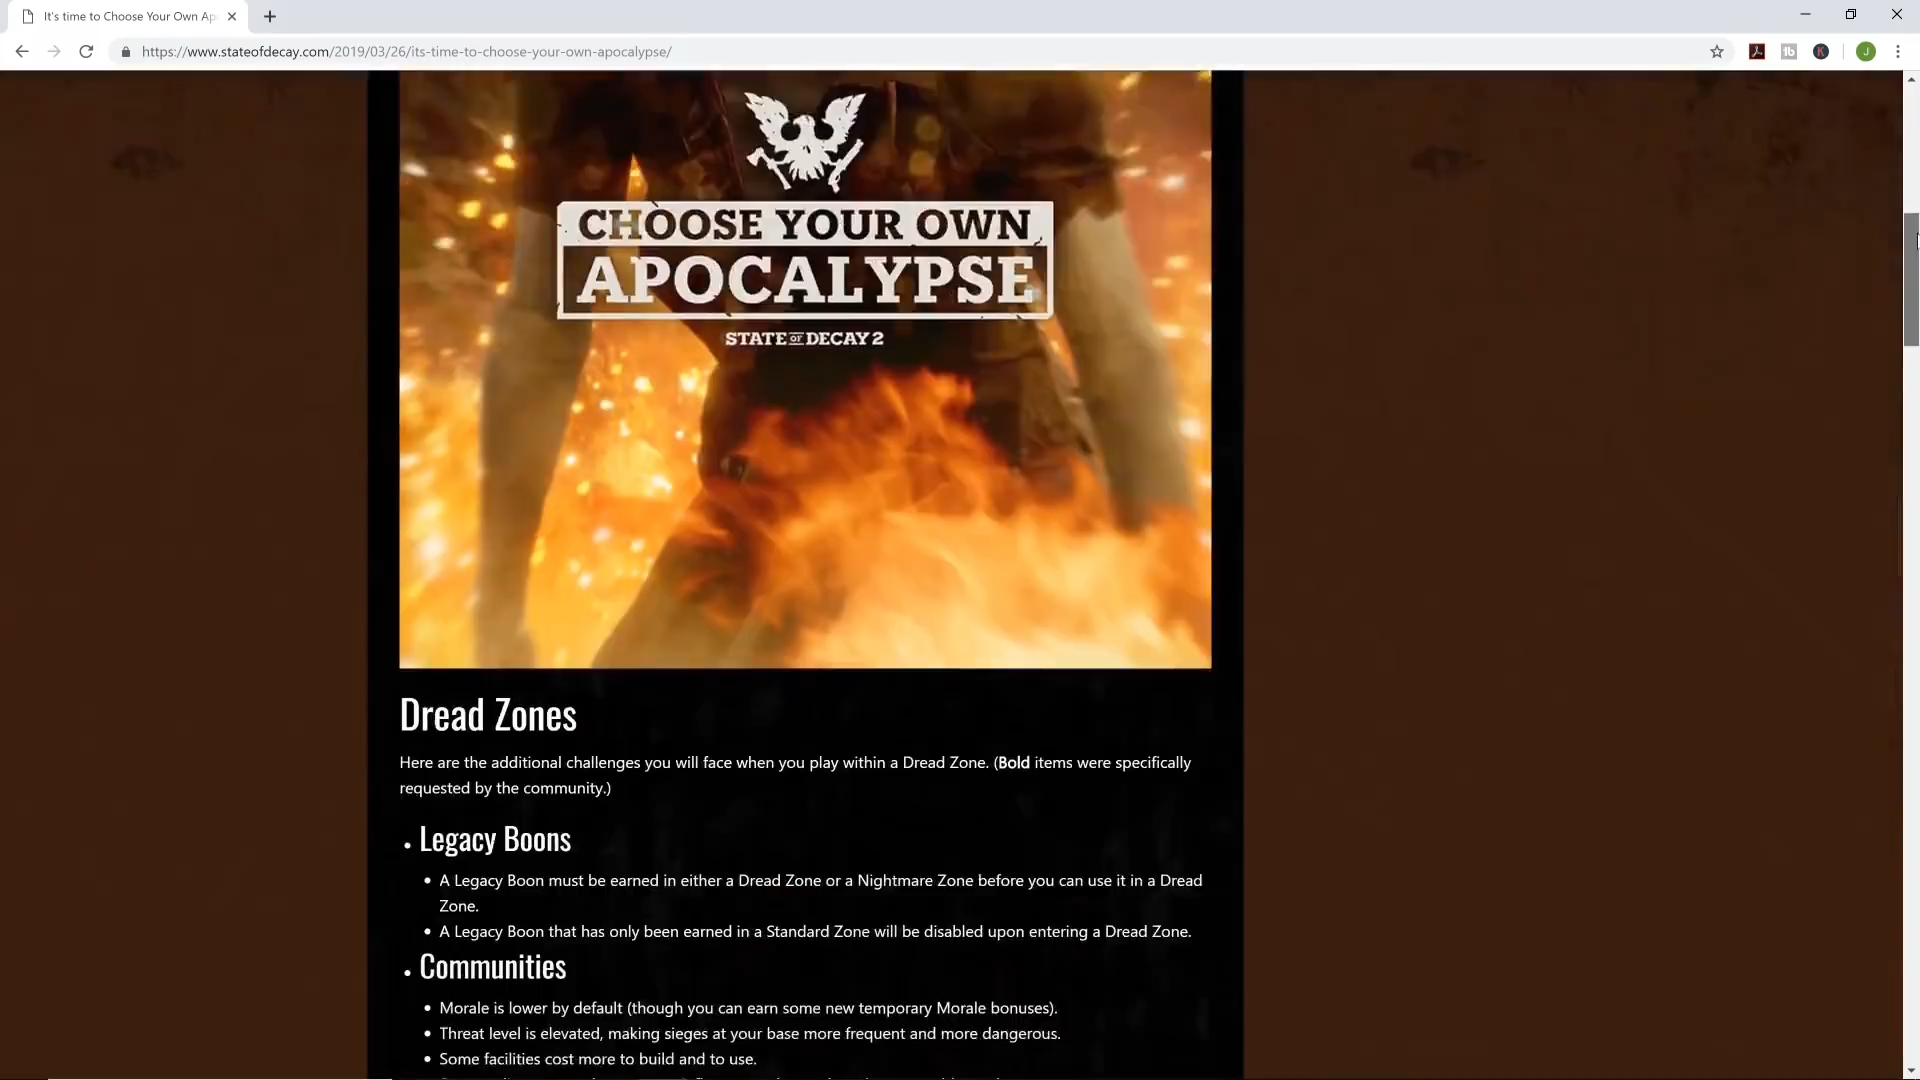 It's time to Choose Your Own Ap
https://www.stateofdecay.com/2019/03/26/its-time-to-choose-your-own-apocalypse/
J
CHOOSE YOUR OWN
APOCALYPSE
STATE OF DECAY 2
Dread Zones
Here are the additional challenges you will face when you play within a Dread Zone. (Bold items were specifically
requested by the community.)
• Legacy Boons
• A Legacy Boon must be earned in either a Dread Zone or a Nightmare Zone before you can use it in a Dread
Zone.
• A Legacy Boon that has only been earned in a Standard Zone will be disabled upon entering a Dread Zone.
• Communities
• Morale is lower by default (though you can earn some new temporary Morale bonuses).
• Threat level is elevated, making sieges at your base more frequent and more dangerous.
• Some facilities cost more to build and to use.